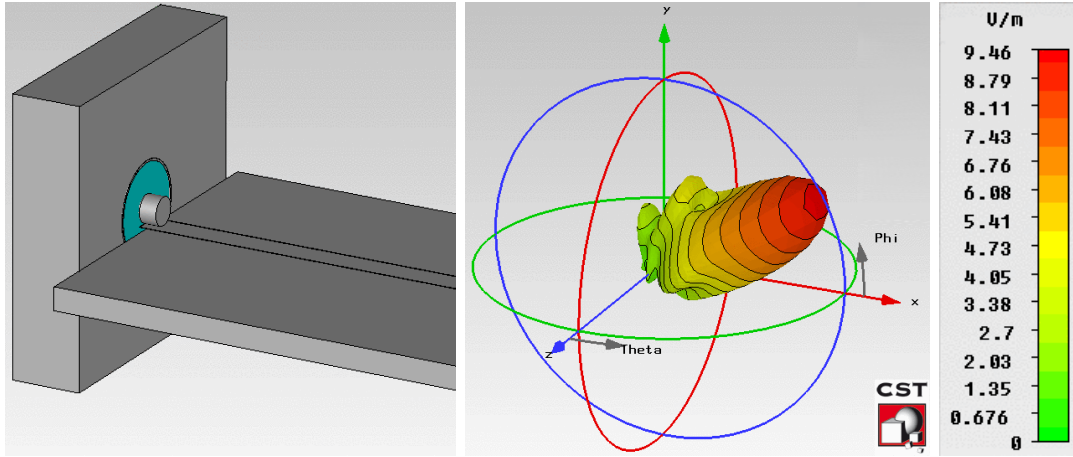 y
Phi
x
z
Theta
CST
V/m
9.46
8.79
8.11
7.43
6.76
6.08
5.41
4.73
4.05
3.38
2.7
2.03
1.35
0.676
0